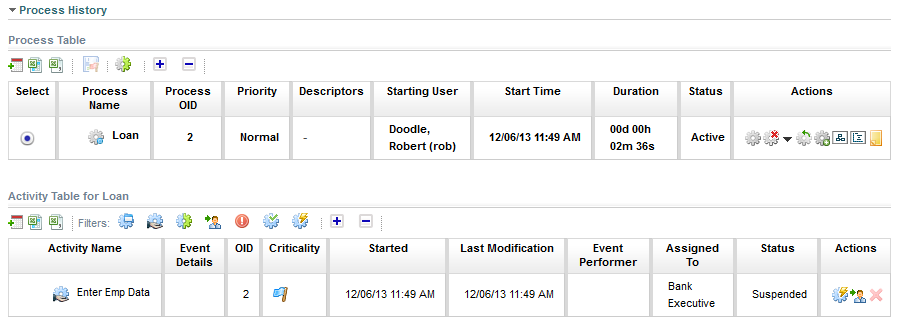 Process History
Process Table
Select Process Name Process OID Priority Descriptors Starting User Start Time Duration Status Actions
Loan 2 Normal - Doodle, Robert (rob) 12/06/13 11:49 AM 00d 00h 02m 36s Active
Activity Table for Loan
Filters:
Activity Name Event Details OID Criticality Started Last Modification Event Performer Assigned To Status Actions
Enter Emp Data 2 12/06/13 11:49 AM 12/06/13 11:49 AM Bank Executive Suspended